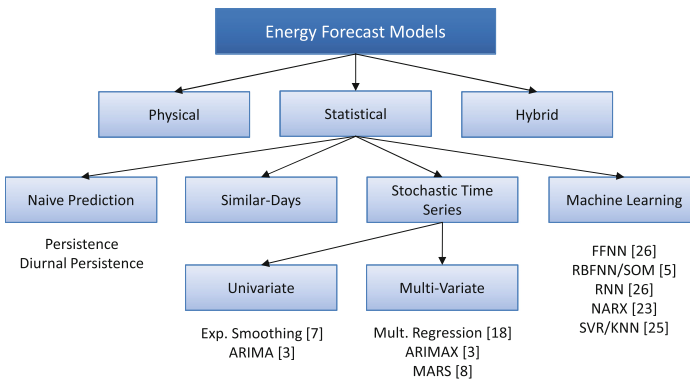 Energy Forecast Models
Physical
Statistical
Hybrid
Naive Prediction
Similar-Days
Stochastic Time
Series
Machine Learning
Persistence
Diurnal Persistence
FFNN [26]
RBFNN/SOM [5]
RNN [26]
NARX [23]
SVR/KNN [25]
Univariate
Multi-Variate
Exp. Smoothing [7]
ARIMA [3]
Mult. Regression [18]
ARIMAX [3]
MARS [8]